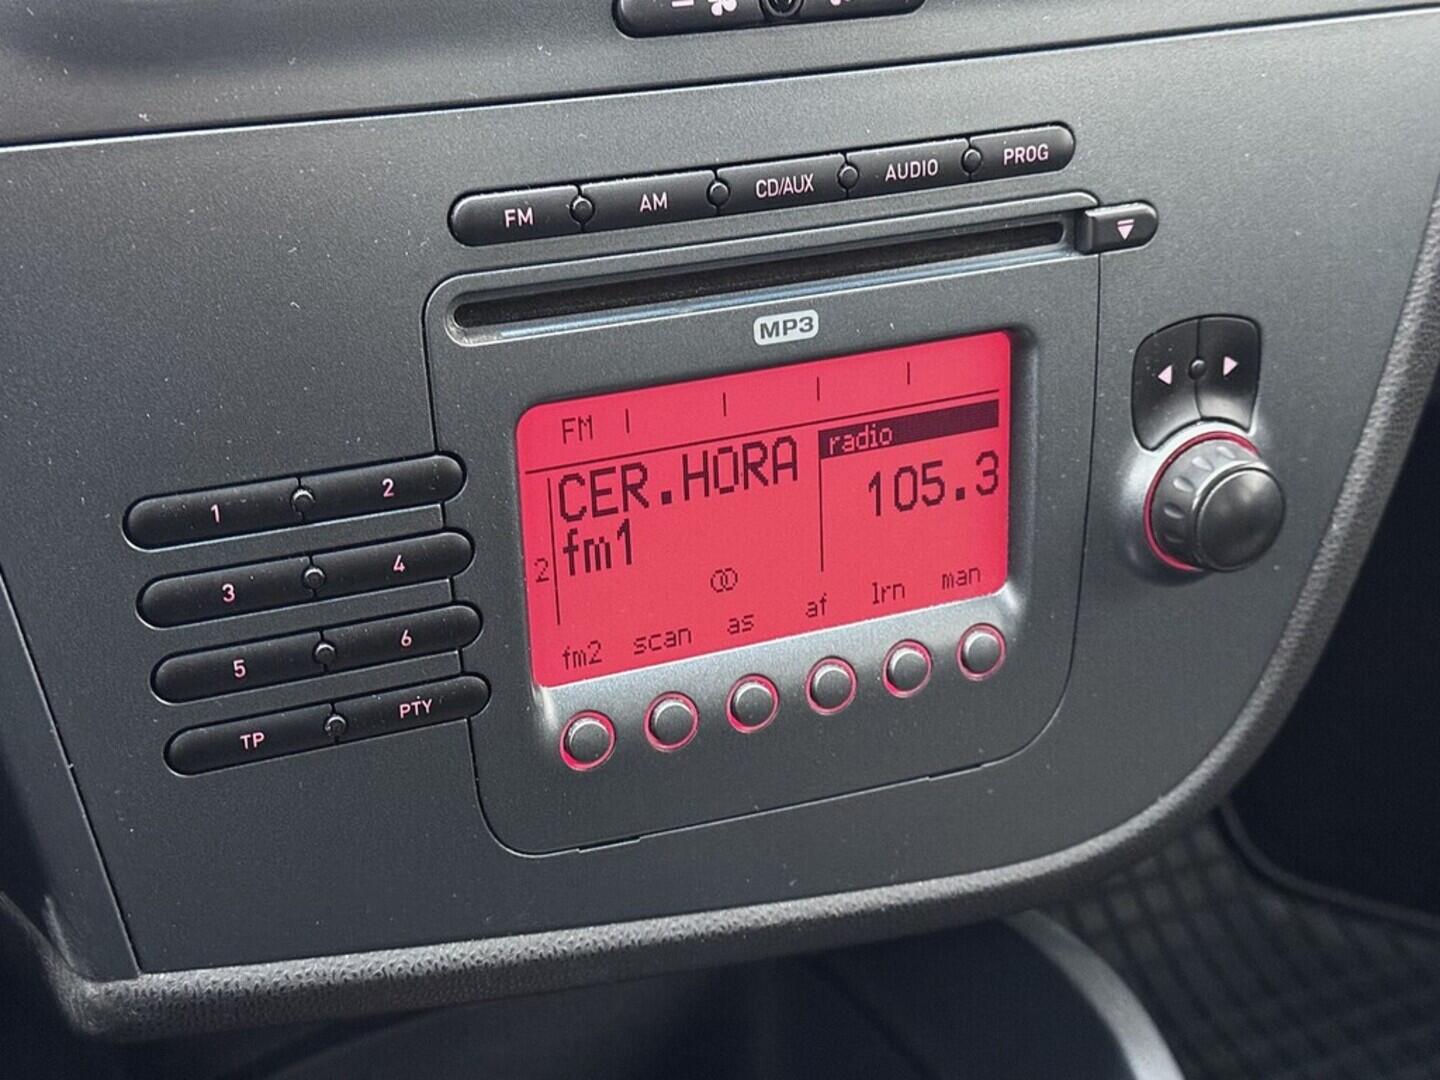 FM AM CD/AUX AUDIO PROG
MP3
FM
CER.HORA radio
fm1 105.3
2
fm2 scan as af lrn man
1 2
3 4
5 6
TP PTY